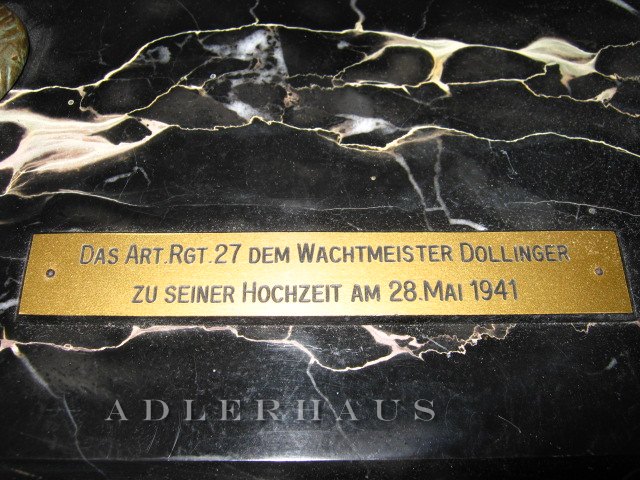 DAS ART.RGT.27 DEM WACHTMEISTER DOLLINGER
ZU SEINER HOCHZEIT AM 28.MAI 1941
ADLERHAUS